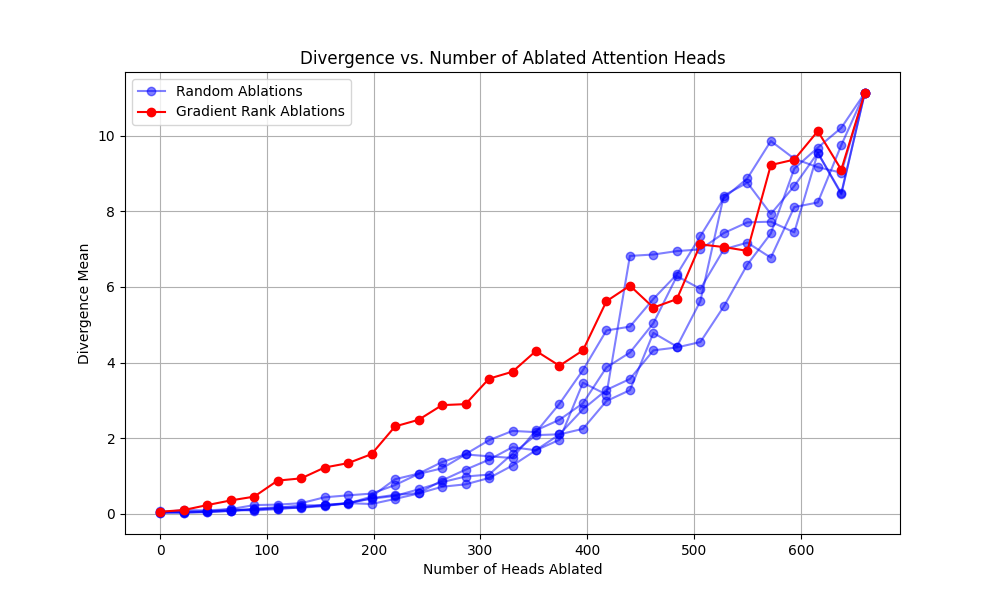 Divergence vs. Number of Ablated Attention Heads
Random Ablations
Gradient Rank Ablations
Divergence Mean
10
8
6
4
2
0
0 100 200 300 400 500 600
Number of Heads Ablated